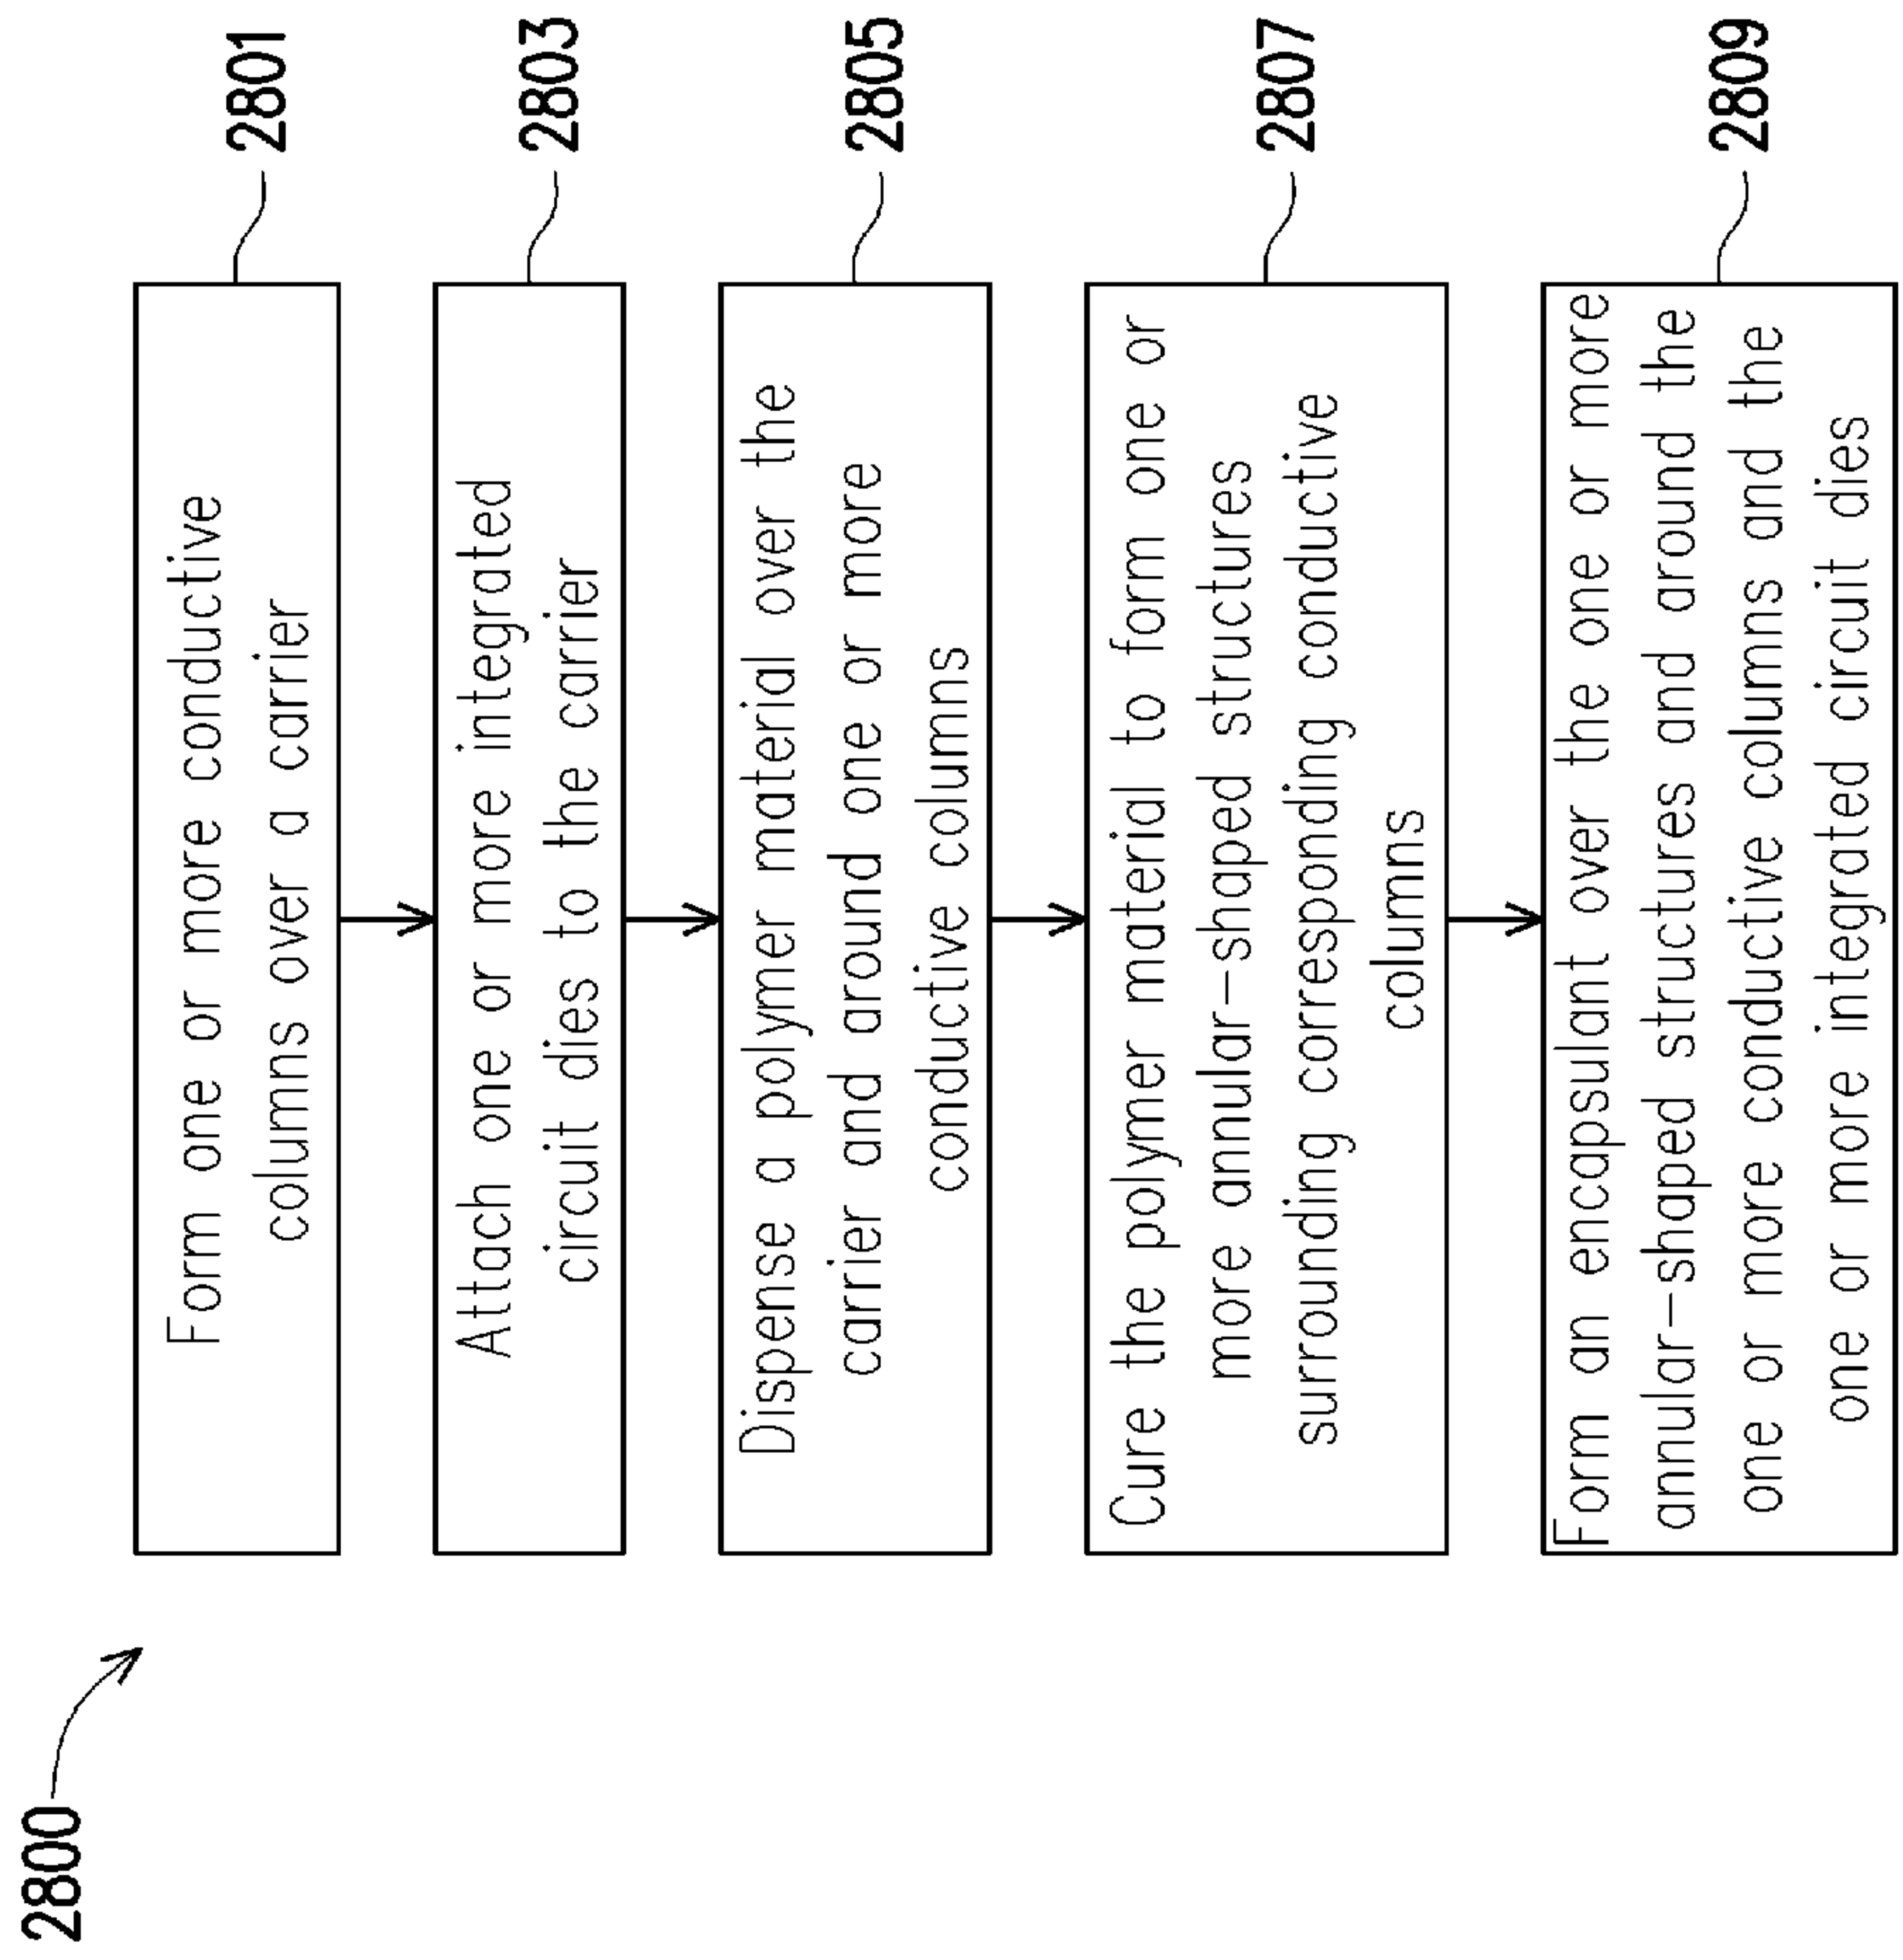 2800
Form one or more conductive
columns over a carrier
2801
Attach one or more integrated
circuit dies to the carrier
2803
Dispense a polymer material over the
carrier and around one or more
conductive columns
2805
Cure the polymer material to form one or
more annular-shaped structures
surrounding corresponding conductive
columns
2807
Form an encapsulant over the one or more
annular-shaped structures and around the
one or more conductive columns and the
one or more integrated circuit dies
2809